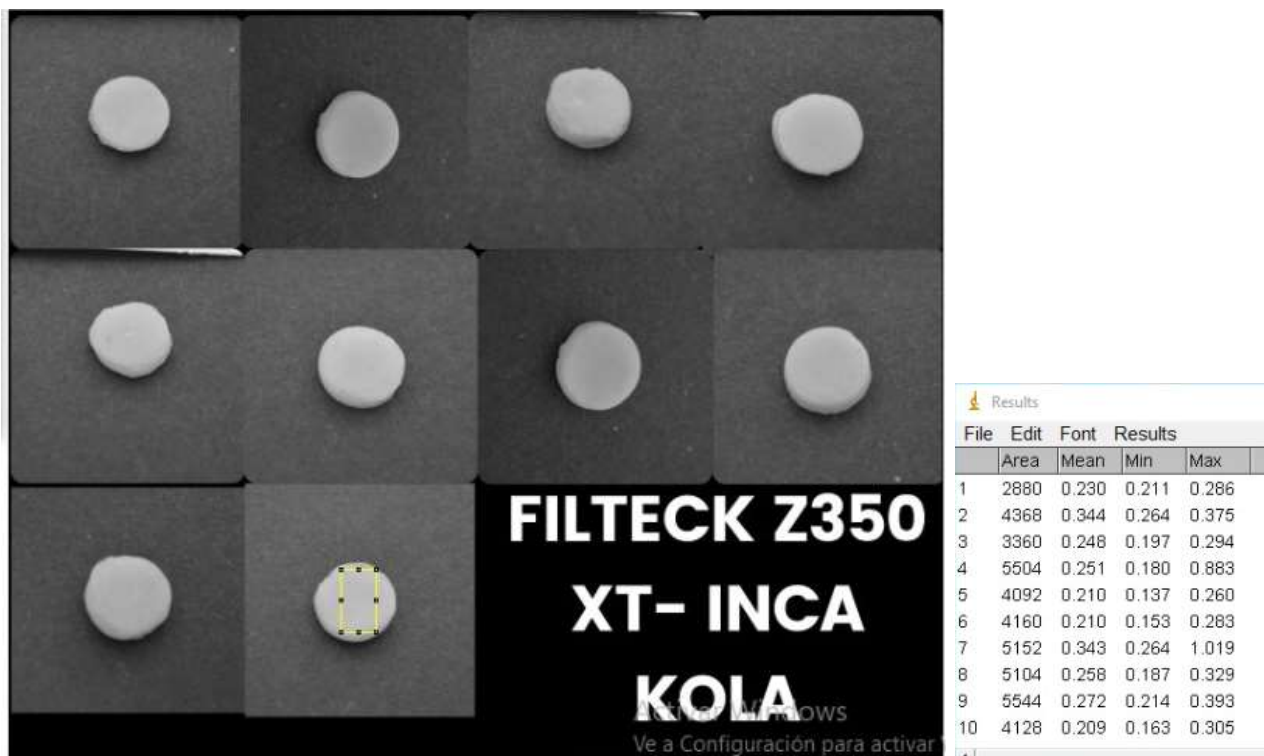 FILTECK Z350
XT- INCA
KOLA
Activar Windows
Ve a Configuración para activar
Results
File Edit Font Results
Area Mean Min Max
1 2880 0.230 0.211 0.286
2 4368 0.344 0.264 0.375
3 3360 0.248 0.197 0.294
4 5504 0.251 0.180 0.883
5 4092 0.210 0.137 0.260
6 4160 0.210 0.153 0.283
7 5152 0.343 0.264 1.019
8 5104 0.258 0.187 0.329
9 5544 0.272 0.214 0.393
10 4128 0.209 0.163 0.305